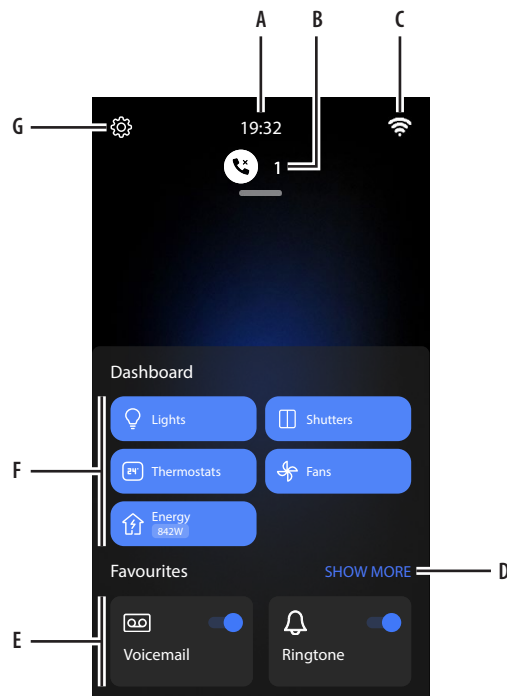 A B C
G 19:32
1
Dashboard
Lights Shutters
F 24° Thermostats Fans
Energy
842W
Favourites SHOW MORE D
E
Voicemail Ringtone